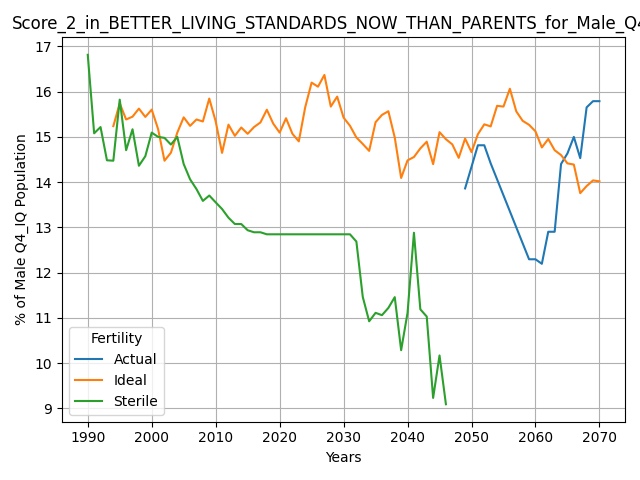 Score_2_in_BETTER_LIVING_STANDARDS_NOW_THAN_PARENTS_for_Male_Q4
17
16
15
14
13
12
11
10
9
% of Male Q4_IQ Population
Fertility
Actual
Ideal
Sterile
1990 2000 2010 2020 2030 2040 2050 2060 2070
Years